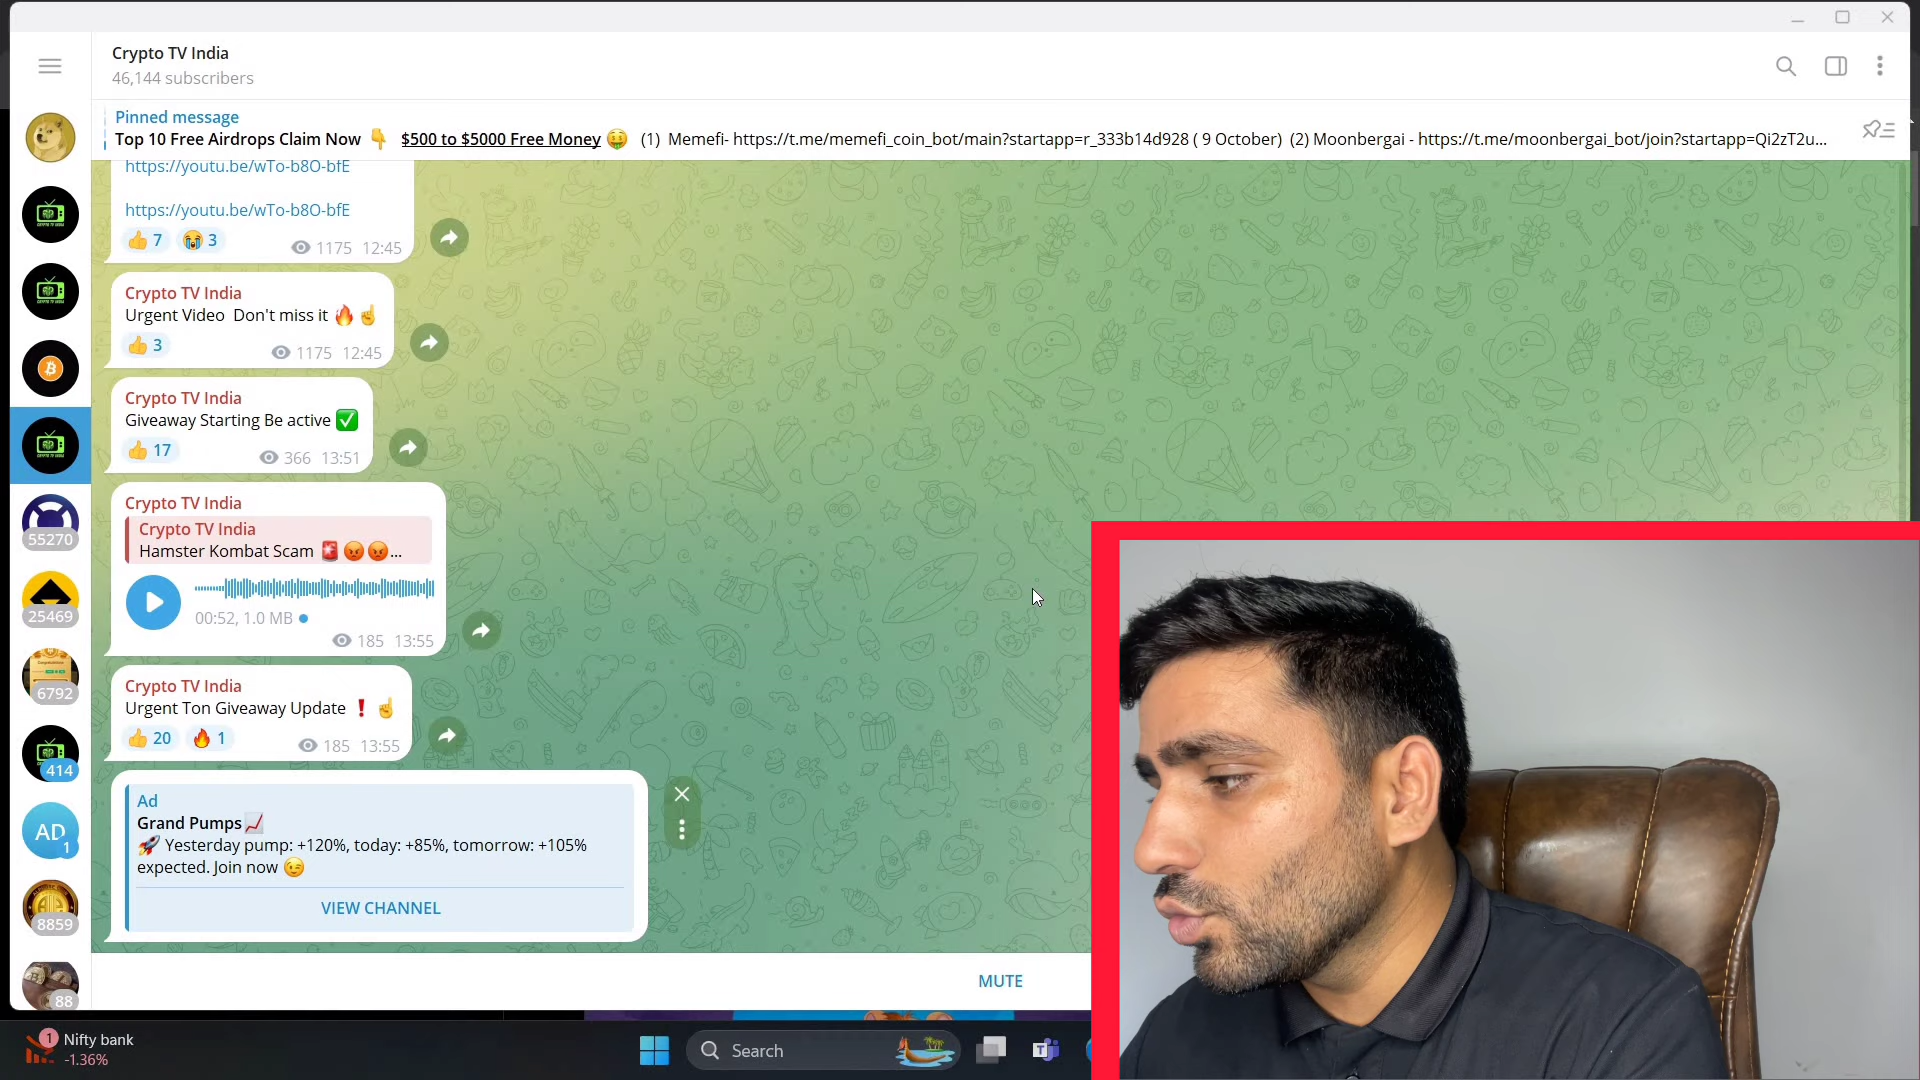 Crypto TV India
46,144 subscribers
Pinned message
Top 10 Free Airdrops Claim Now 👇 $500 to $5000 Free Money 🤑 (1) Memefi- https://t.me/memefi_coin_bot/main?startapp=r_333b14d928 ( 9 October) (2) Moonbergai - https://t.me/moonbergai_bot/join?startapp=Qi2zT2u...
https://youtu.be/wTo-b8O-bfE
https://youtu.be/wTo-b8O-bfE
👍 7 😭 3 1175 12:45
Crypto TV India
Urgent Video Don't miss it 🔥☝️
👍 3 1175 12:45
Crypto TV India
Giveaway Starting Be active ✅
👍 17 366 13:51
Crypto TV India
Crypto TV India
Hamster Kombat Scam 🚨😡😡...
00:52, 1.0 MB
185 13:55
Crypto TV India
Urgent Ton Giveaway Update ❗ ☝️
👍 20 🔥 1 185 13:55
Ad
Grand Pumps📈
🚀 Yesterday pump: +120%, today: +85%, tomorrow: +105%
expected. Join now 😉
VIEW CHANNEL
MUTE
55270
25469
6792
414
AD
1
8859
88
1
Nifty bank
-1.36%
Search